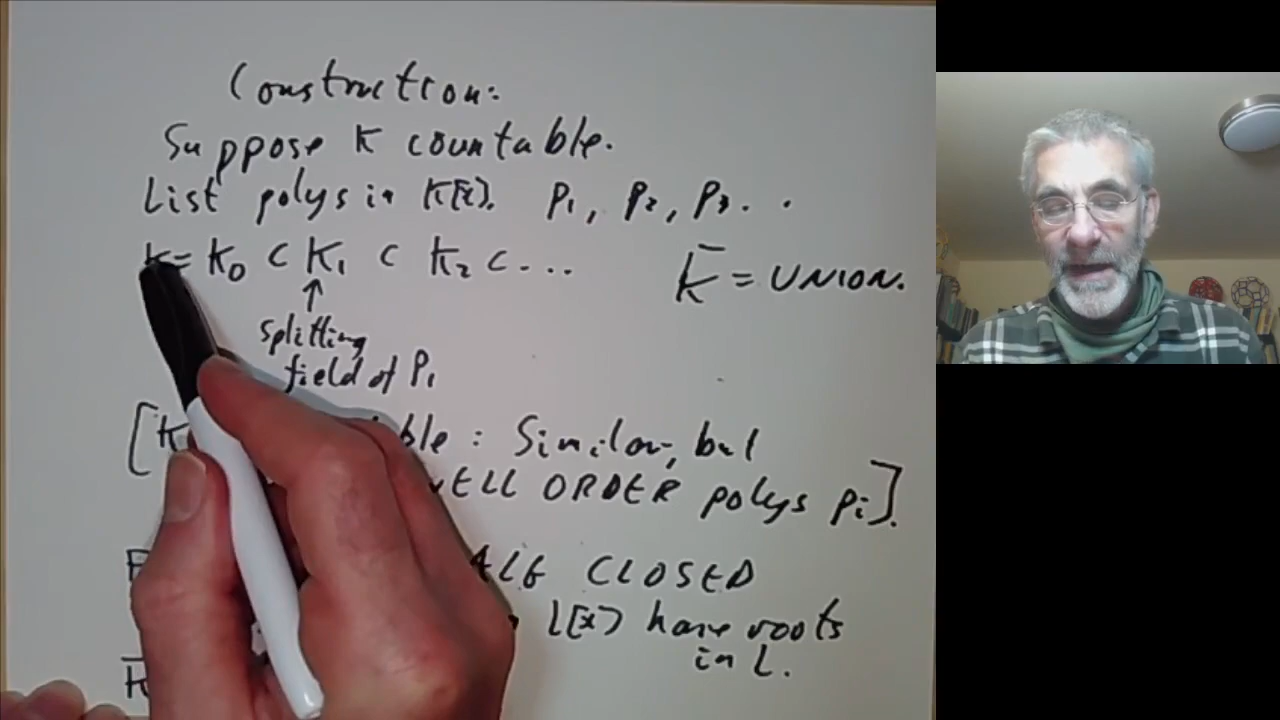 Construction:
Suppose K countable.
List polys in K[x]. P₁, P₂, P₃. . .
K = K₀ ⊂ K₁ ⊂ K₂ ⊂ . . .
K̄ = UNION.
↑
splitting
field of P₁
[K : Similar, but
WELL ORDER polys pᵢ].
ALG CLOSED
L[x] have roots
in L.